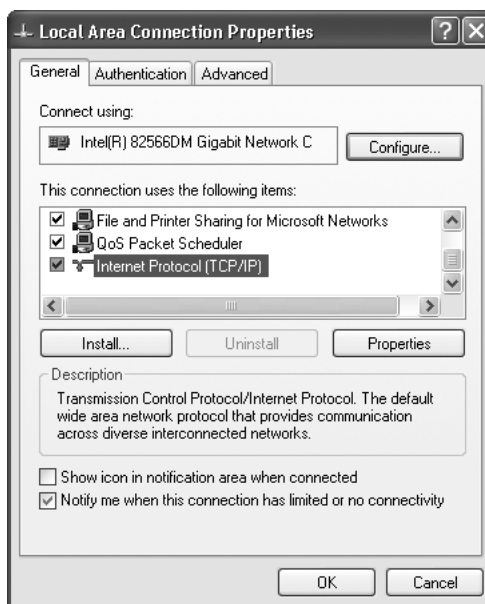 Local Area Connection Properties
General Authentication Advanced
Connect using:
Intel(R) 82566DM Gigabit Network C
Configure...
This connection uses the following items:
File and Printer Sharing for Microsoft Networks
QoS Packet Scheduler
Internet Protocol (TCP/IP)
Install... Uninstall Properties
Description
Transmission Control Protocol/Internet Protocol. The default
wide area network protocol that provides communication
across diverse interconnected networks.
Show icon in notification area when connected
Notify me when this connection has limited or no connectivity
OK Cancel